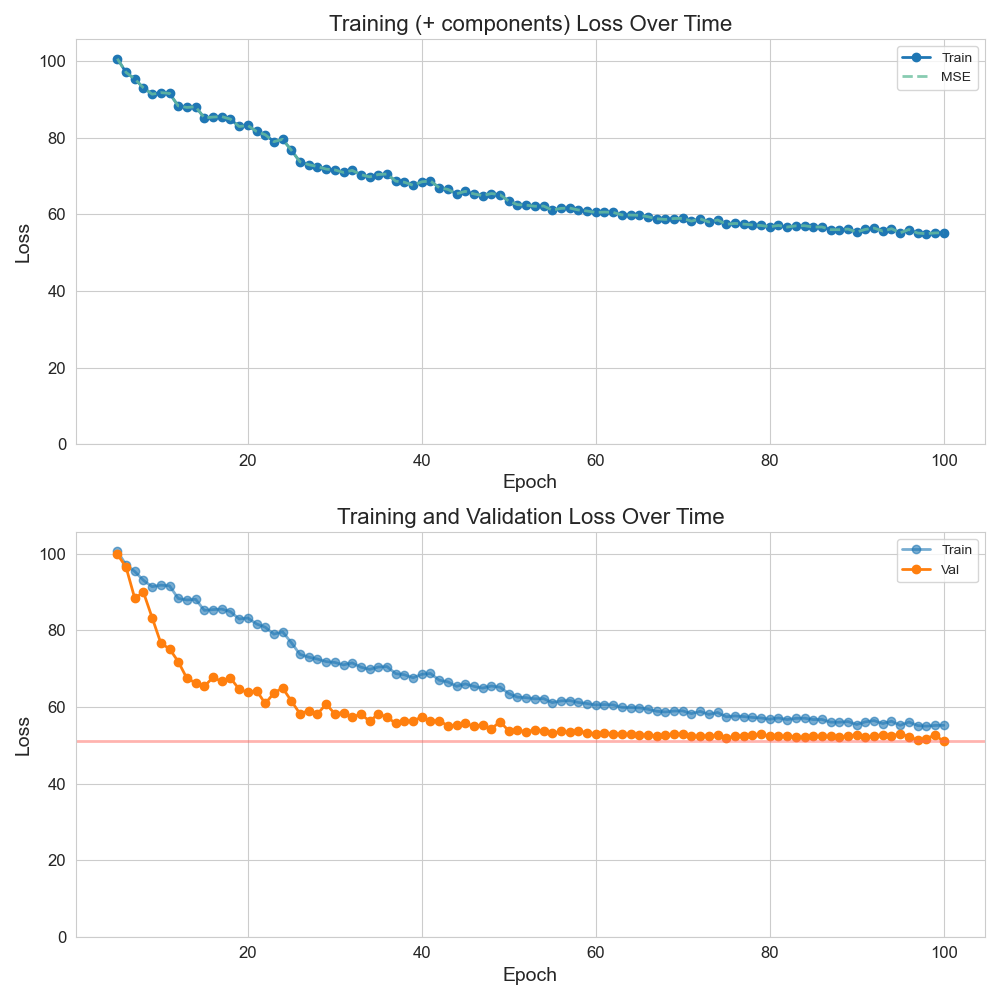 Training (+ components) Loss Over Time
Loss
100
80
60
40
20
0
Train
MSE
20 40 60 80 100
Epoch
Training and Validation Loss Over Time
Loss
100
80
60
40
20
0
Train
Val
20 40 60 80 100
Epoch